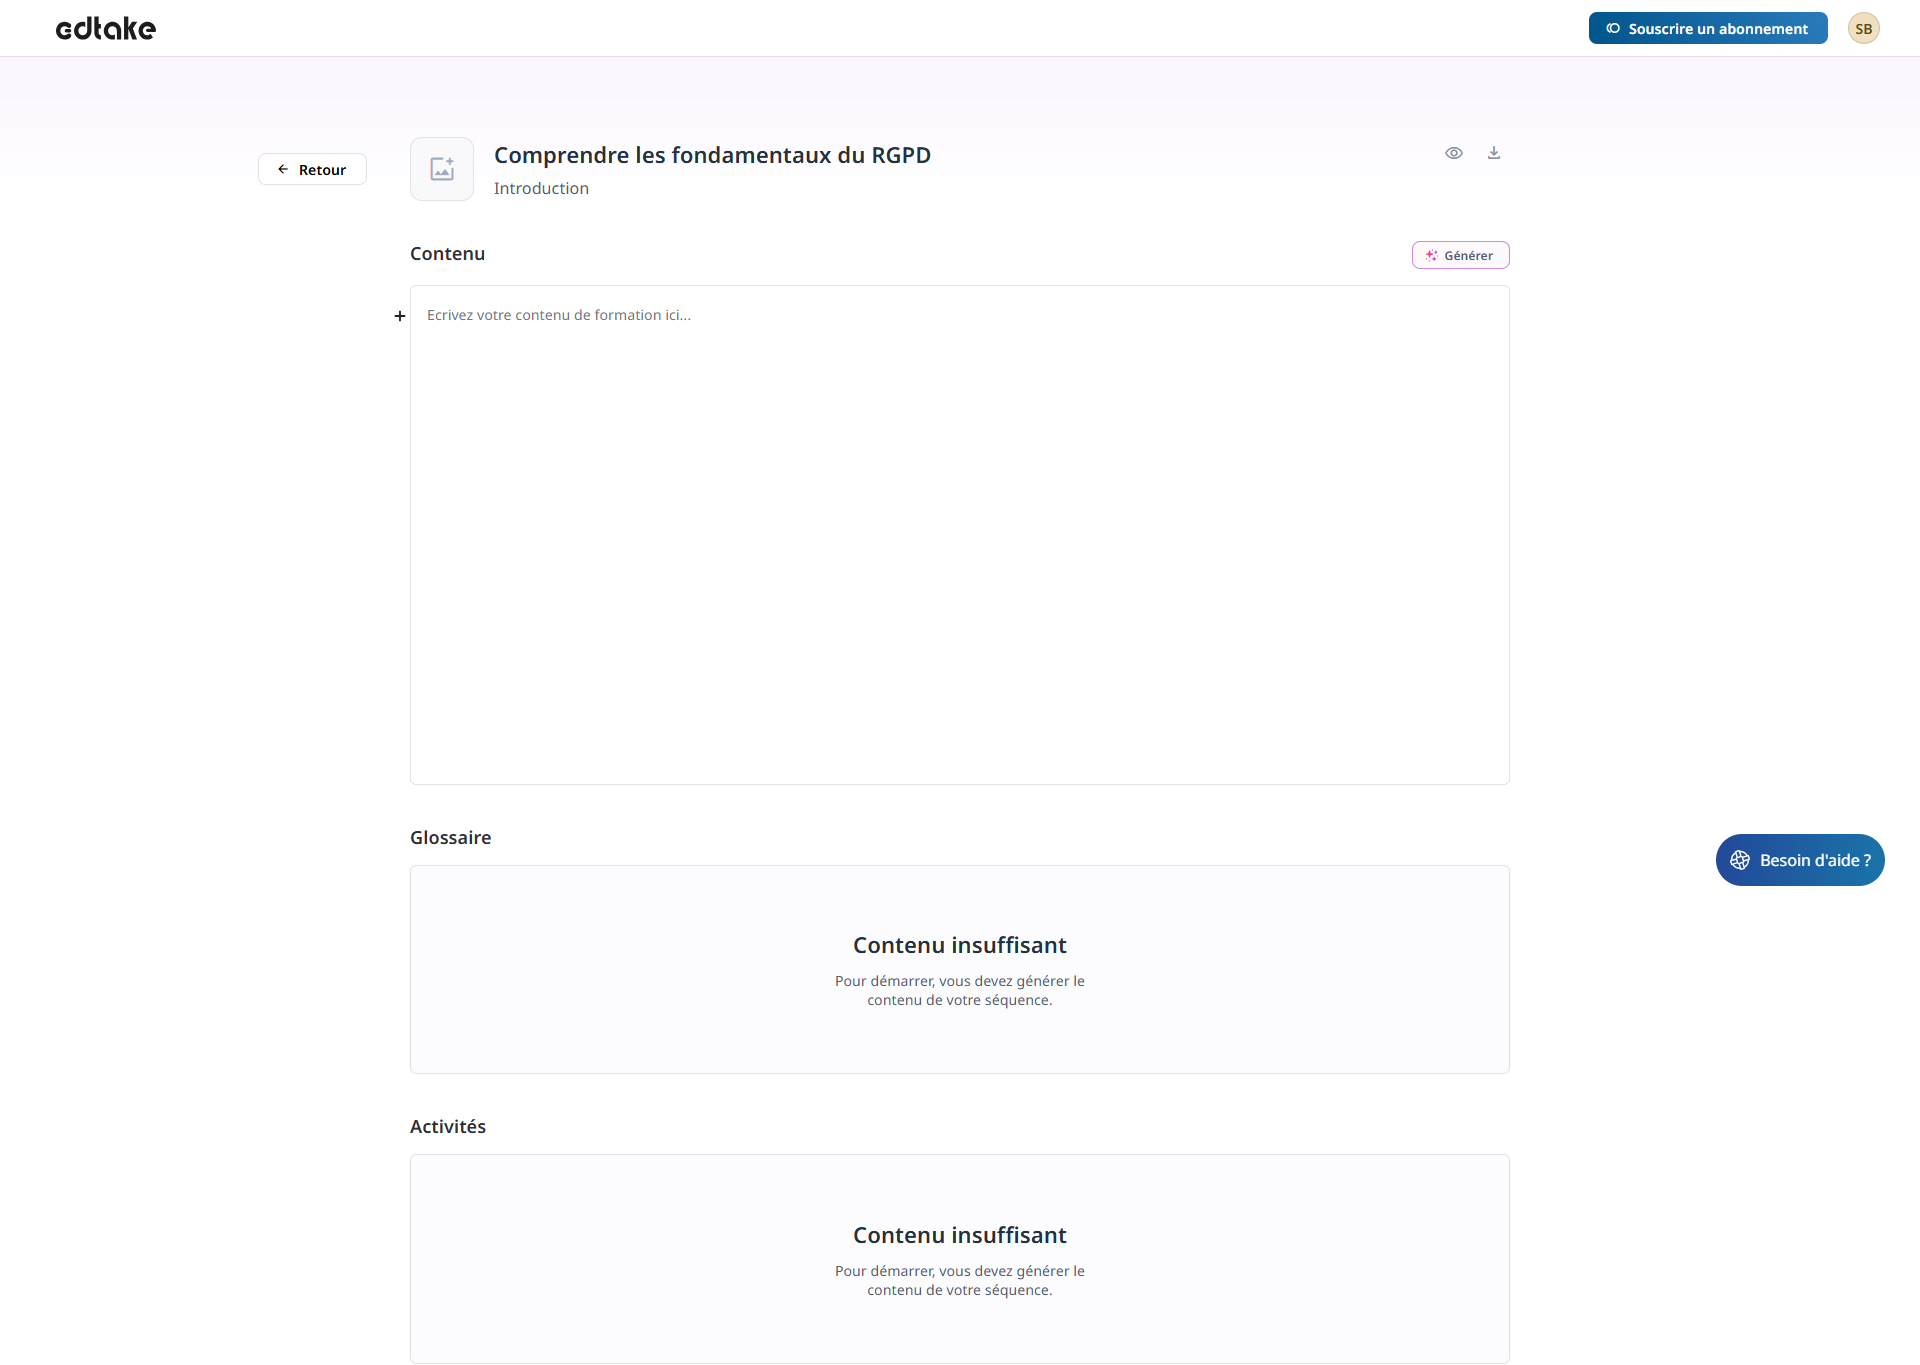 edtake
Souscrire un abonnement
SB
Retour
Comprendre les fondamentaux du RGPD
Introduction
Contenu
Générer
+
Ecrivez votre contenu de formation ici...
Glossaire
Contenu insuffisant
Pour démarrer, vous devez générer le
contenu de votre séquence.
Besoin d'aide ?
Activités
Contenu insuffisant
Pour démarrer, vous devez générer le
contenu de votre séquence.